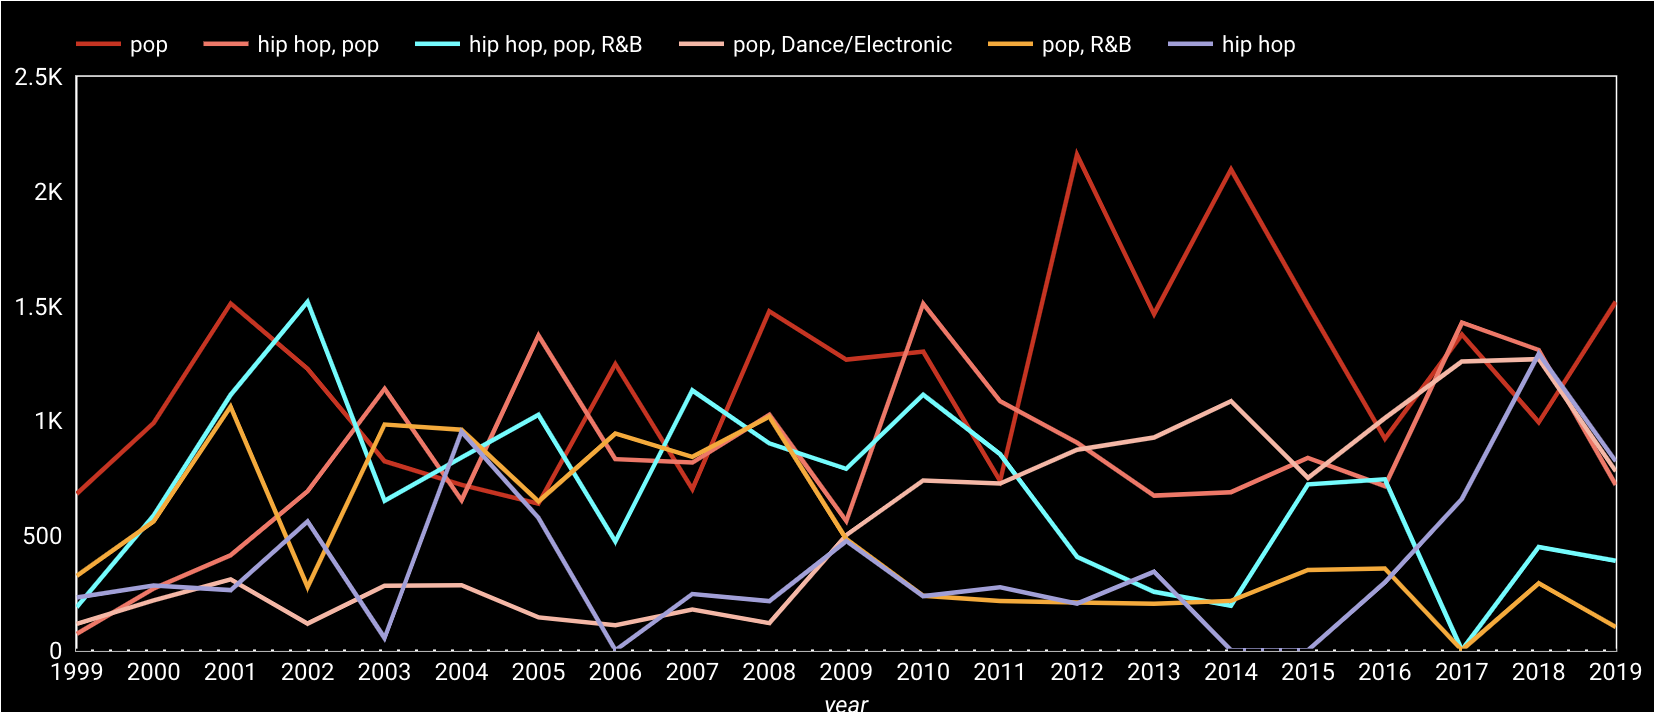 pop hip hop, pop hip hop, pop, R&B pop, Dance/Electronic pop, R&B hip hop
2.5K
2K
1.5K
1K
500
0
1999 2000 2001 2002 2003 2004 2005 2006 2007 2008 2009 2010 2011 2012 2013 2014 2015 2016 2017 2018 2019
year